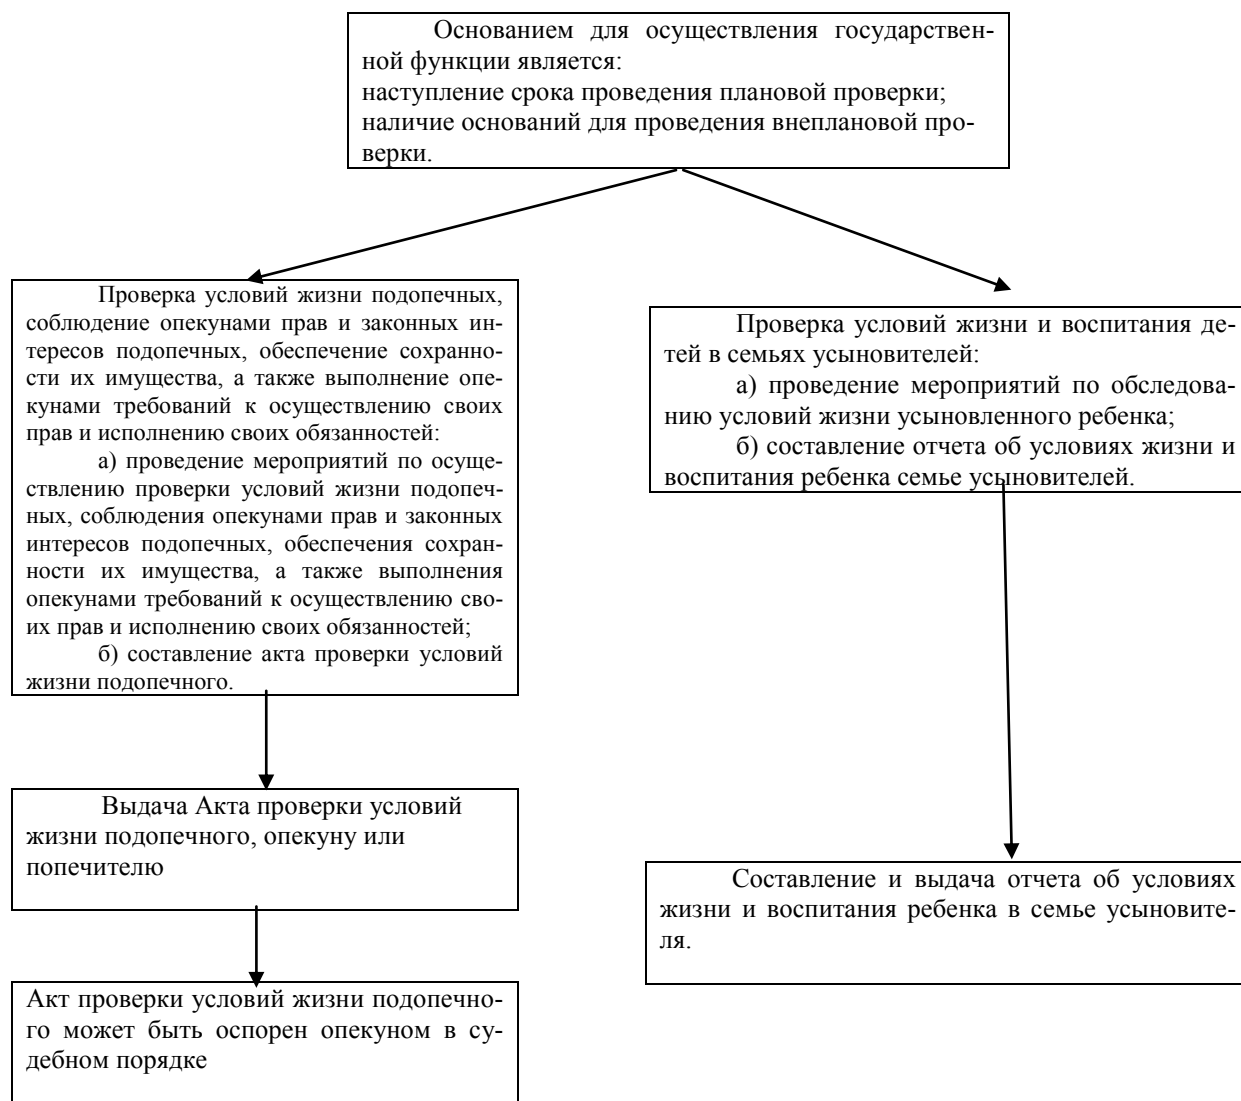 Основанием для осуществления государствен-
ной функции является:
наступление срока проведения плановой проверки;
наличие оснований для проведения внеплановой про-
верки.
Проверка условий жизни подопечных,
соблюдение опекунами прав и законных ин-
тересов подопечных, обеспечение сохранно-
сти их имущества, а также выполнение опе-
кунами требований к осуществлению своих
прав и исполнению своих обязанностей:
а) проведение мероприятий по осуще-
ствлению проверки условий жизни подопеч-
ных, соблюдения опекунами прав и законных
интересов подопечных, обеспечения сохран-
ности их имущества, а также выполнения
опекунами требований к осуществлению сво-
их прав и исполнению своих обязанностей;
б) составление акта проверки условий
жизни подопечного.
Проверка условий жизни и воспитания де-
тей в семьях усыновителей:
а) проведение мероприятий по обследова-
нию условий жизни усыновленного ребенка;
б) составление отчета об условиях жизни и
воспитания ребенка семье усыновителей.
Выдача Акта проверки условий
жизни подопечного, опекуну или
попечителю
Составление и выдача отчета об условиях
жизни и воспитания ребенка в семье усыновите-
ля.
Акт проверки условий жизни подопечно-
го может быть оспорен опекуном в су-
дебном порядке